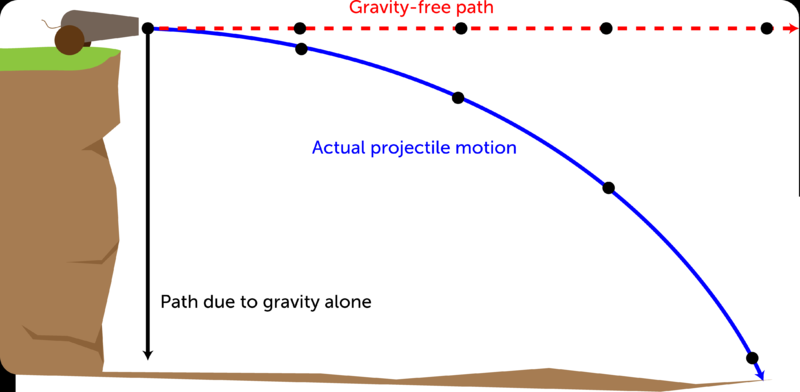 Gravity-free path
Actual projectile motion
Path due to gravity alone